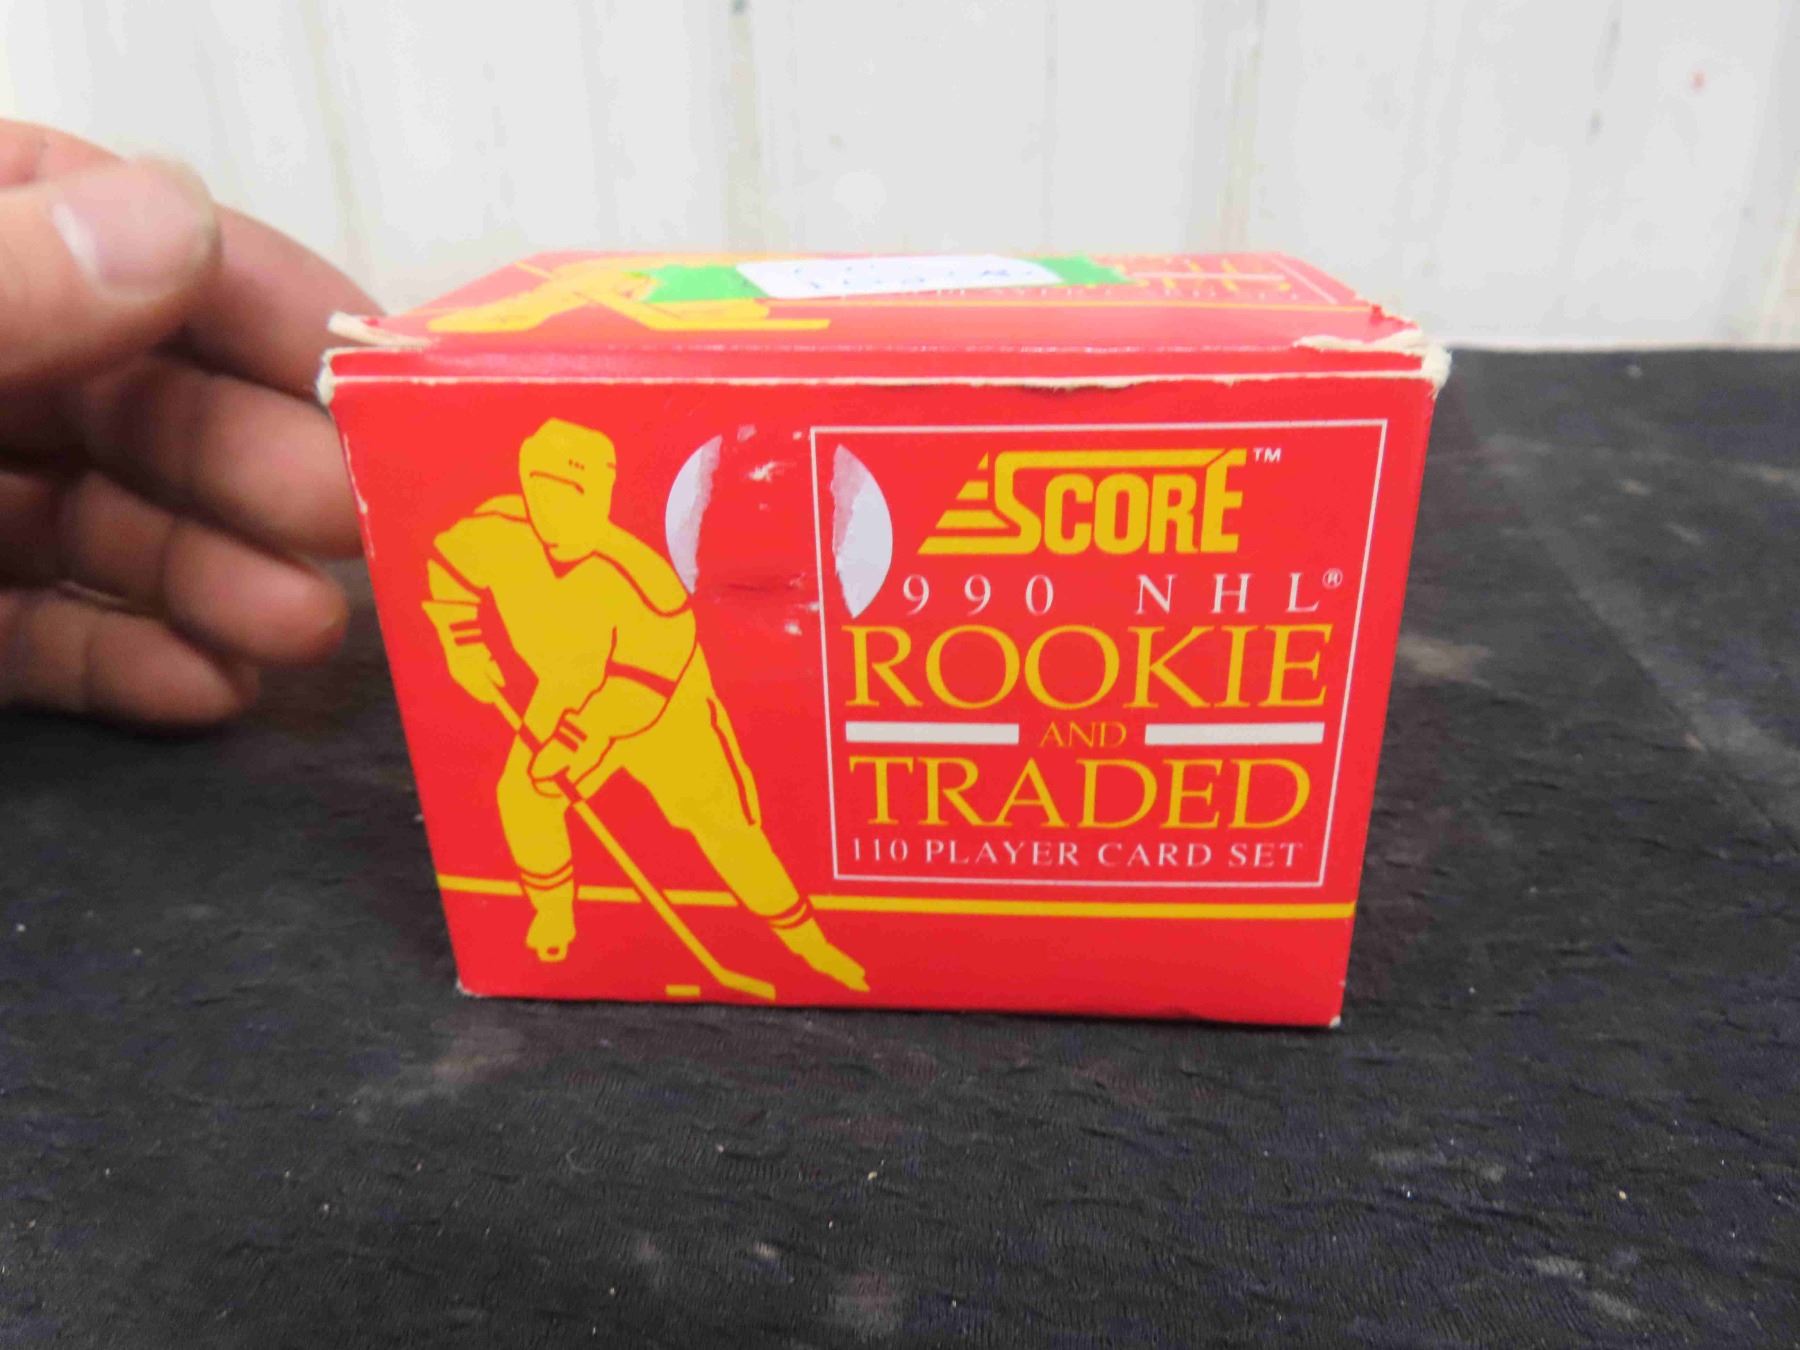 SCORE™
990 NHL®
ROOKIE
AND
TRADED
110 PLAYER CARD SET